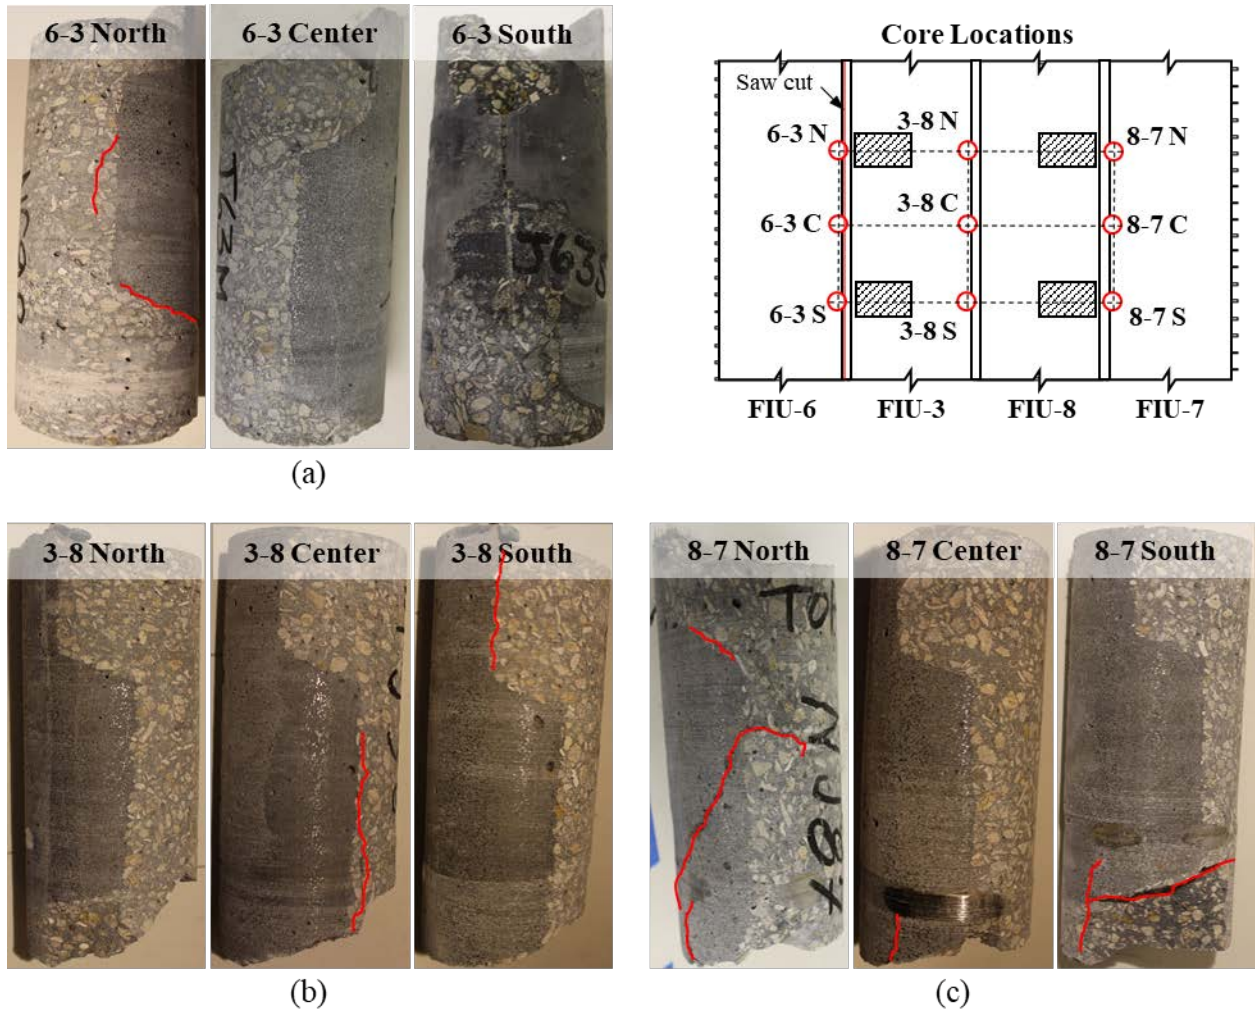 6-3 North
6-3 Center
6-3 South
T63M
J63S
(a)
Core Locations
Saw cut
6-3 N
3-8 N
8-7 N
6-3 C
3-8 C
8-7 C
6-3 S
3-8 S
8-7 S
FIU-6
FIU-3
FIU-8
FIU-7
3-8 North
3-8 Center
3-8 South
(b)
8-7 North
8-7 Center
8-7 South
TO
(c)